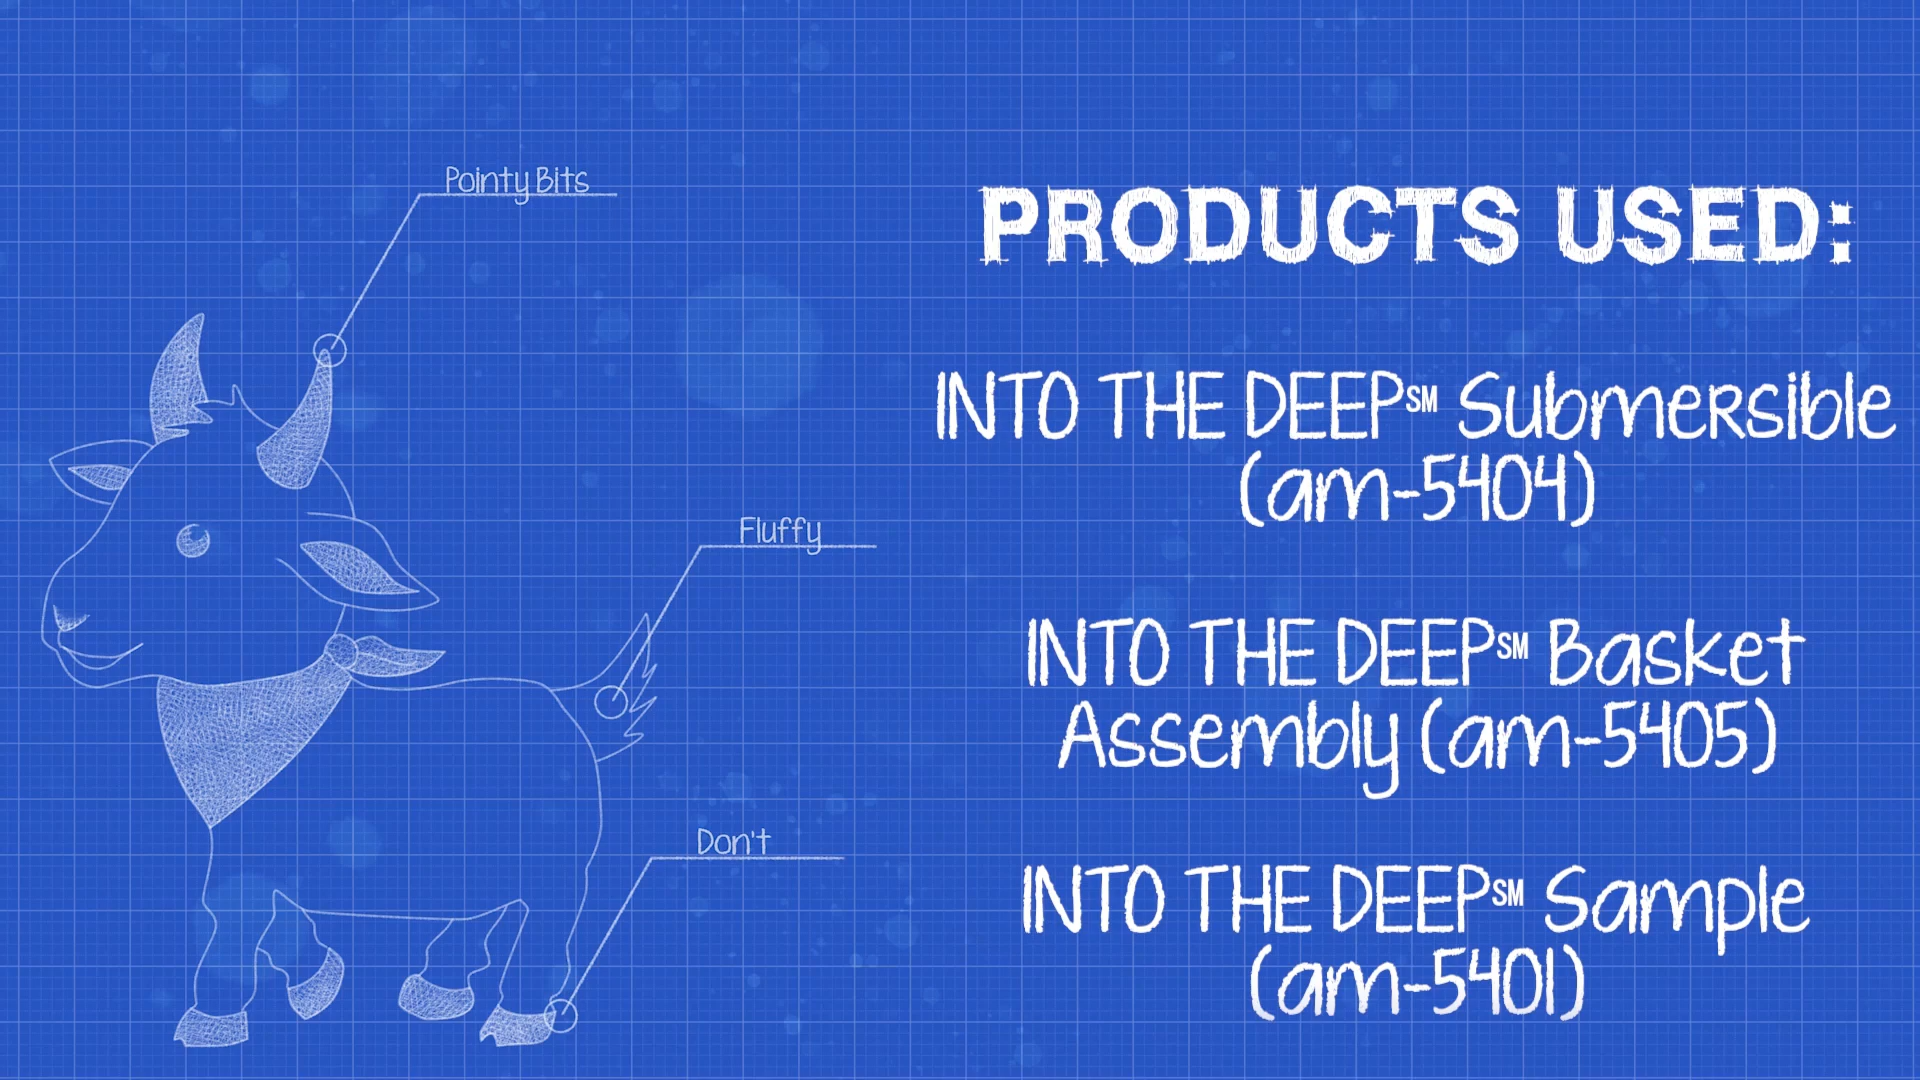 Pointy Bits
Fluffy
Don't
PRODUCTS USED:
INTO THE DEEP℠ Submersible
(am-5404)
INTO THE DEEP℠ Basket
Assembly (am-5405)
INTO THE DEEP℠ Sample
(am-5401)